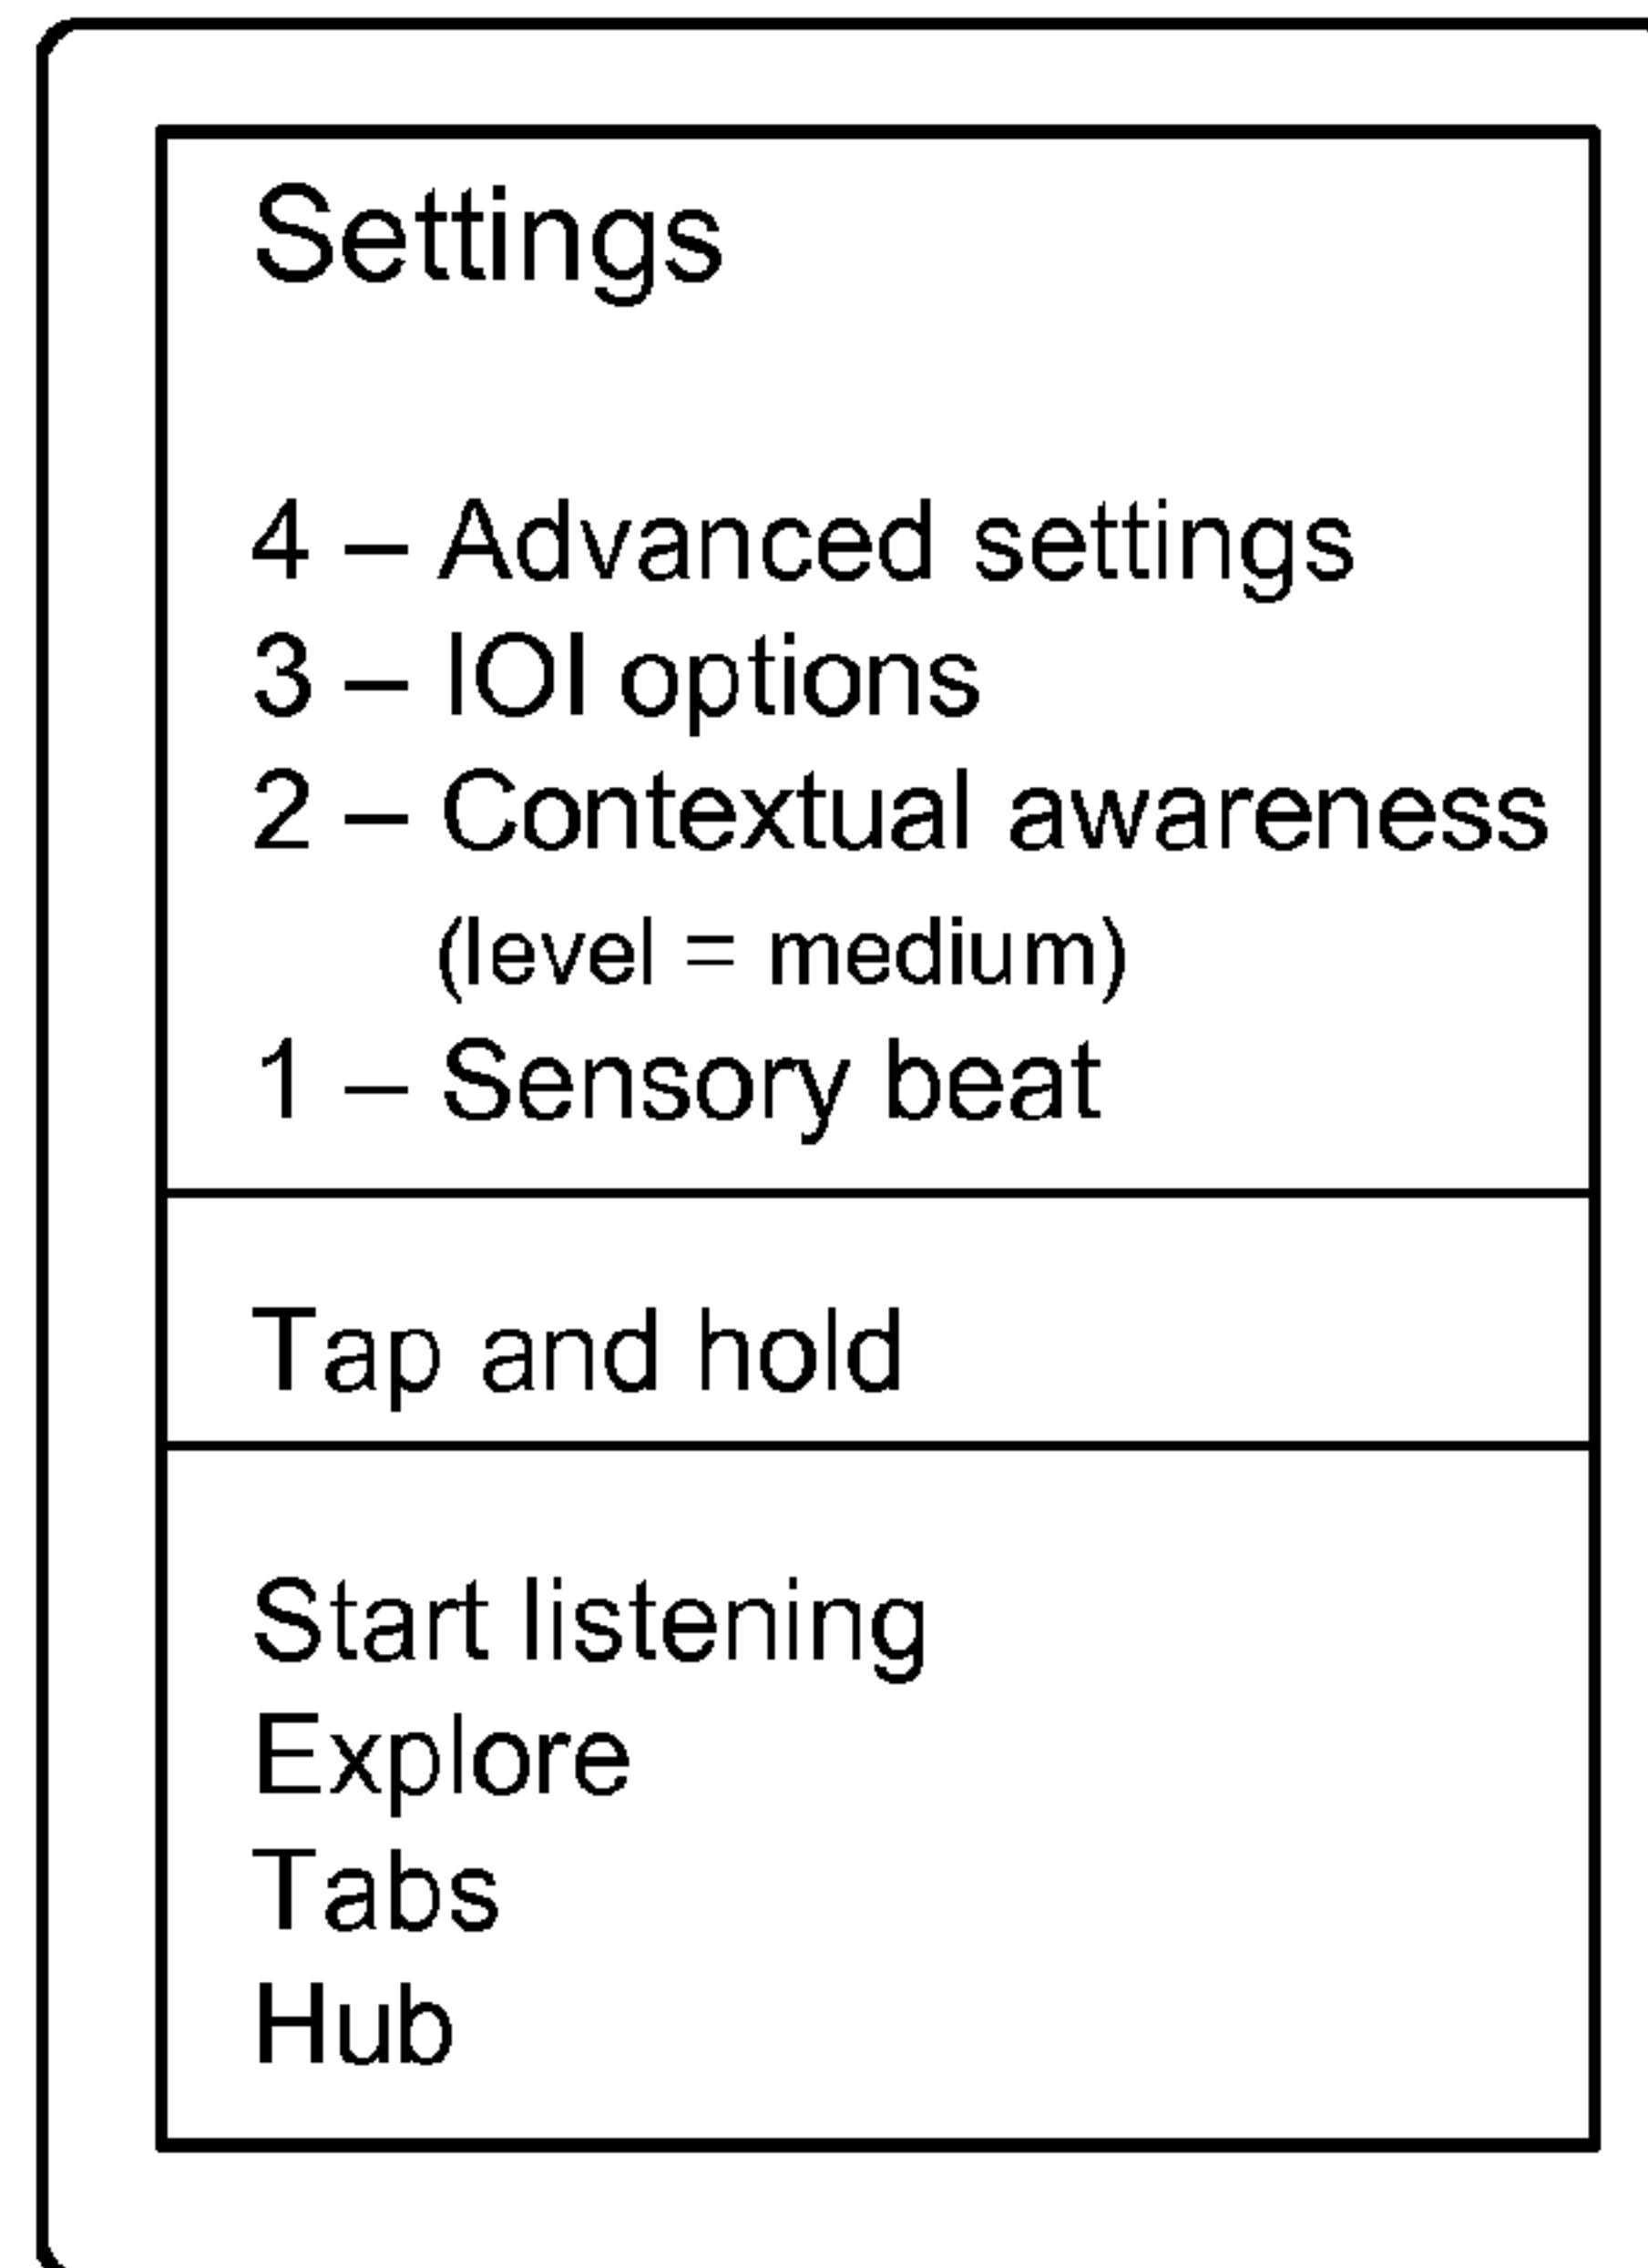 Settings
4 – Advanced settings
3 – IOI options
2 – Contextual awareness
(level = medium)
1 – Sensory beat
Tap and hold
Start listening
Explore
Tabs
Hub